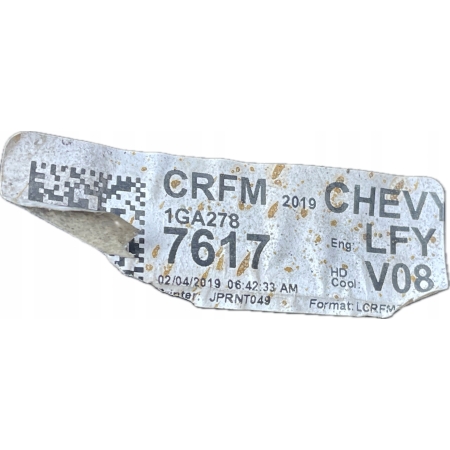 CRFM 2019 CHEVY
1GA278
7617 Eng: LFY
HD Cool: V08
02/04/2019 06:42:33 AM
JPRNT049 Format: LCRFM